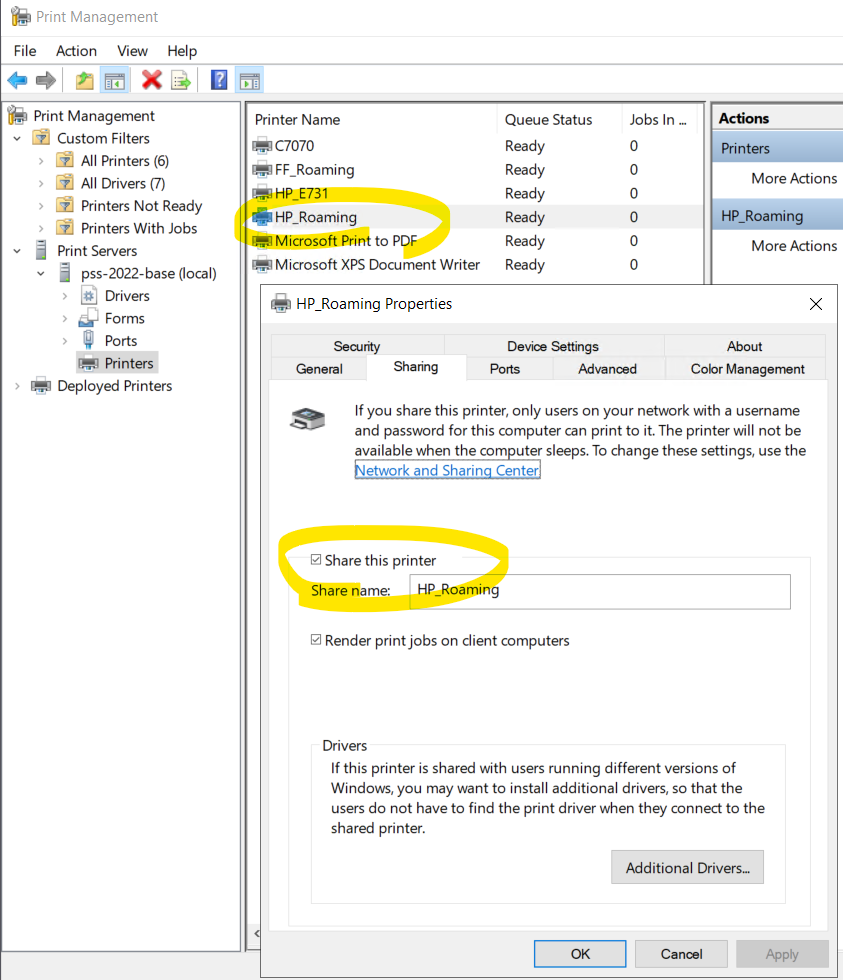 Print Management
File Action View Help
Print Management
Custom Filters
All Printers (6)
All Drivers (7)
Printers Not Ready
Printers With Jobs
Print Servers
pss-2022-base (local)
Drivers
Forms
Ports
Printers
Deployed Printers
Printer Name Queue Status Jobs In ...
C7070 Ready 0
FF_Roaming Ready 0
HP_E731 Ready 0
HP_Roaming Ready 0
Microsoft Print to PDF Ready 0
Microsoft XPS Document Writer Ready 0
Actions
Printers
More Actions
HP_Roaming
More Actions
HP_Roaming Properties
Security Device Settings About
General Sharing Ports Advanced Color Management
If you share this printer, only users on your network with a username
and password for this computer can print to it. The printer will not be
available when the computer sleeps. To change these settings, use the
Network and Sharing Center.
Share this printer
Share name: HP_Roaming
Render print jobs on client computers
Drivers
If this printer is shared with users running different versions of
Windows, you may want to install additional drivers, so that the
users do not have to find the print driver when they connect to the
shared printer.
Additional Drivers...
OK Cancel Apply